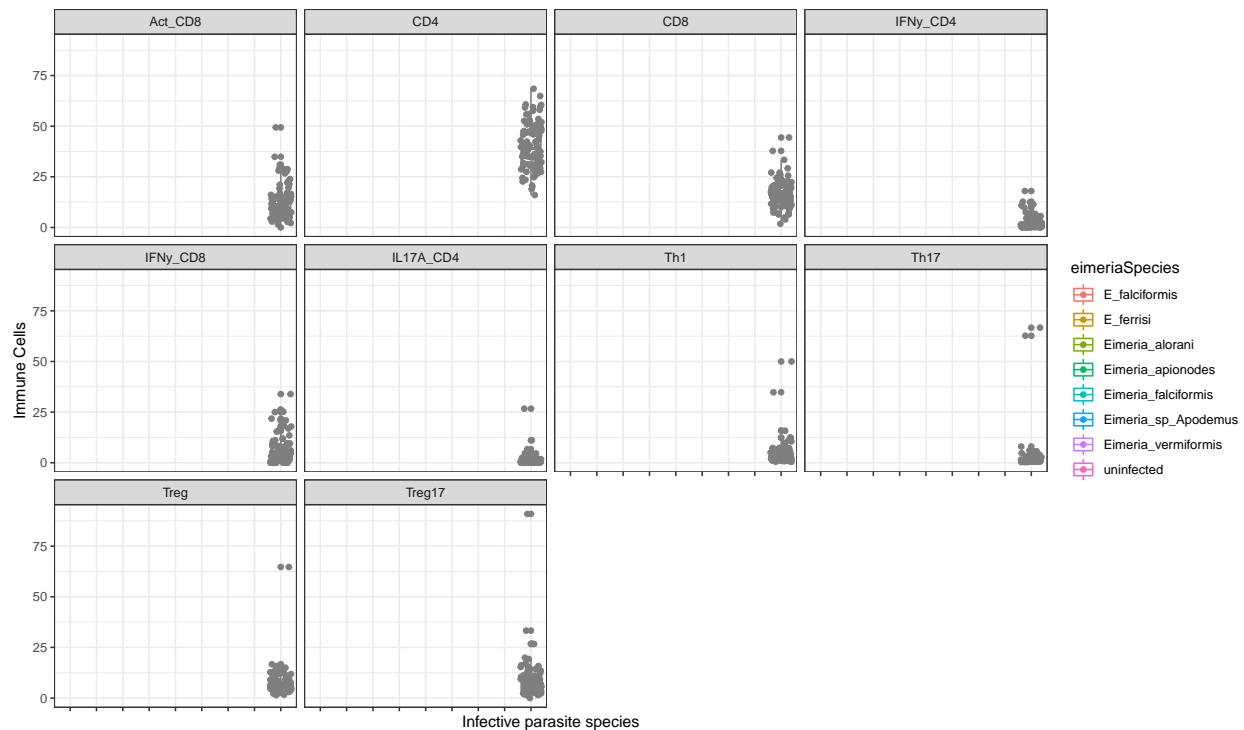 Act_CD8
CD4
CD8
IFNy_CD4
75
50
25
0
IFNy_CD8
IL17A_CD4
Th1
Th17
75
50
25
0
Treg
Treg17
75
50
25
0
Immune Cells
Infective parasite species
eimeriaSpecies
E_falciformis
E_ferrisi
Eimeria_alorani
Eimeria_apionodes
Eimeria_falciformis
Eimeria_sp_Apodemus
Eimeria_vermiformis
uninfected